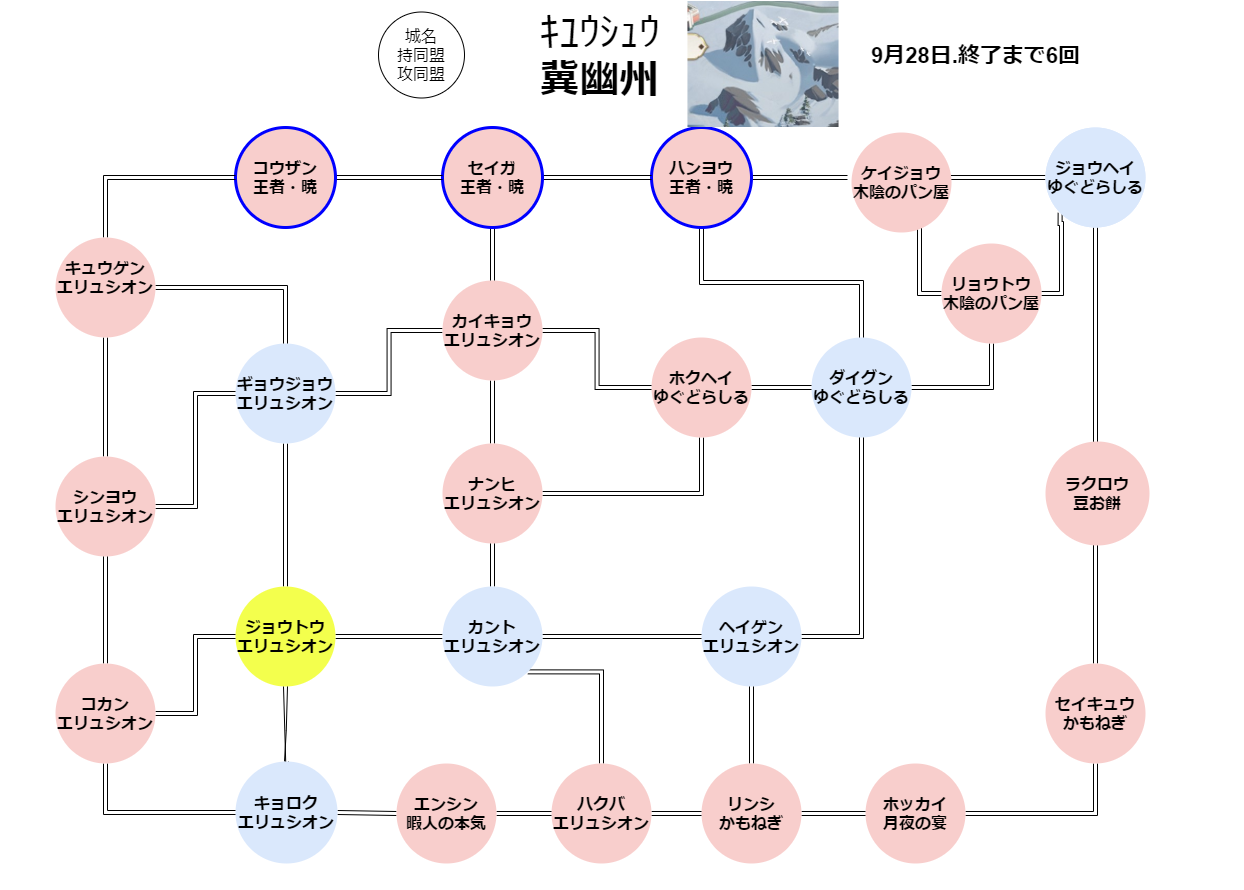 城名
持同盟
攻同盟
キユウシュウ
冀幽州
9月28日.終了まで6回
コウザン
王者・暁
セイガ
王者・暁
ハンヨウ
王者・暁
ケイジョウ
木陰のパン屋
ジョウヘイ
ゆぐどらしる
キュウゲン
エリュシオン
リョウトウ
木陰のパン屋
カイキョウ
エリュシオン
ギョウジョウ
エリュシオン
ホクヘイ
ゆぐどらしる
ダイグン
ゆぐどらしる
シンヨウ
エリュシオン
ナンヒ
エリュシオン
ラクロウ
豆お餅
ジョウトウ
エリュシオン
カント
エリュシオン
ヘイゲン
エリュシオン
コカン
エリュシオン
セイキュウ
かもねぎ
キョロク
エリュシオン
エンシン
暇人の本気
ハクバ
エリュシオン
リンシ
かもねぎ
ホッカイ
月夜の宴